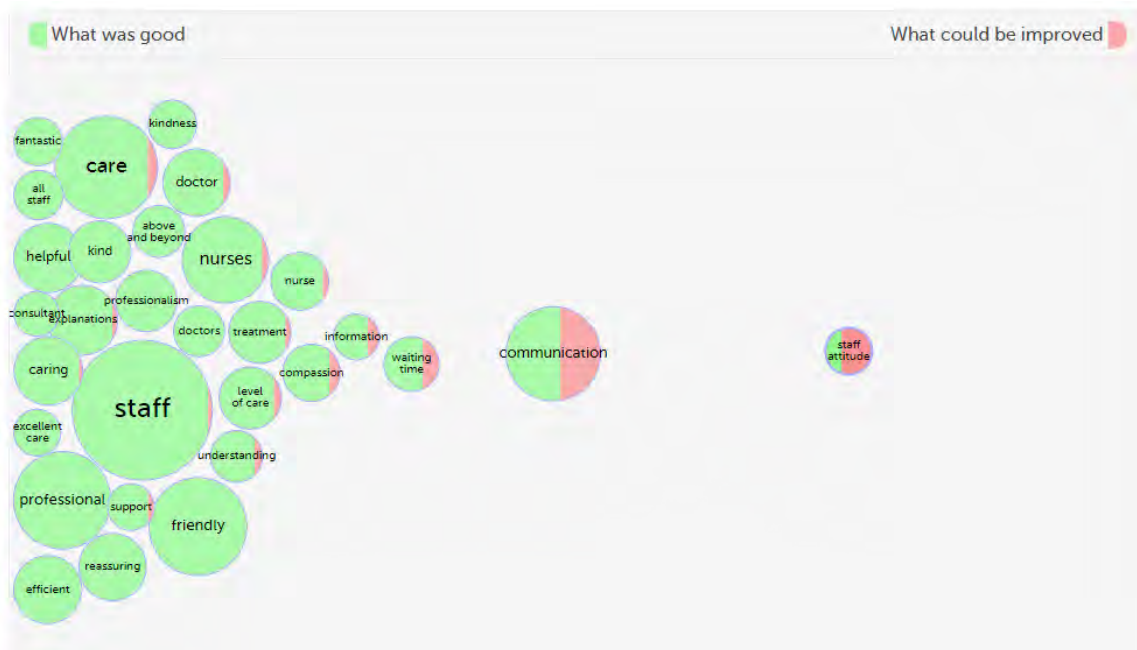 What was good
What could be improved
kindness
fantastic
care
doctor
all
staff
above
and beyond
helpful
kind
nurses
nurse
professionalism
consultant
explanations
doctors
treatment
information
communication
waiting
time
staff
attitude
caring
compassion
level
of care
staff
excellent
care
understanding
professional
support
friendly
reassuring
efficient